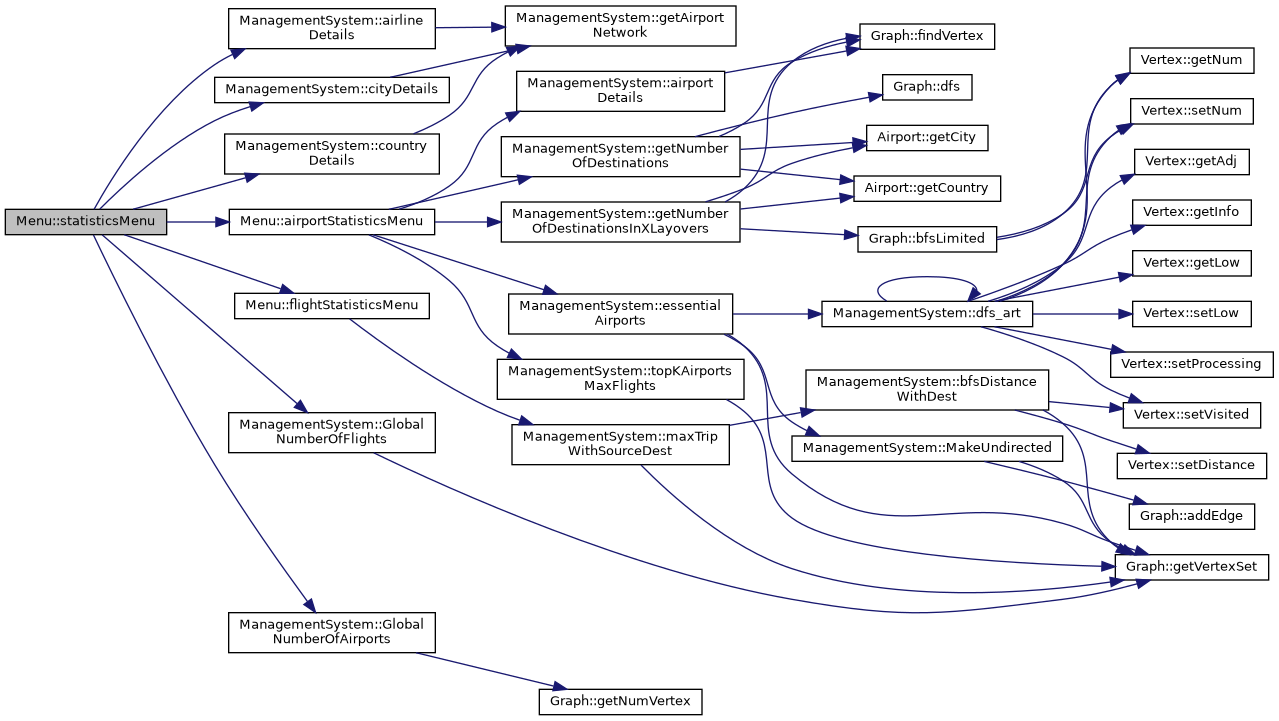 Menu::statisticsMenu
ManagementSystem::airline
Details
ManagementSystem::cityDetails
ManagementSystem::country
Details
Menu::airportStatisticsMenu
Menu::flightStatisticsMenu
ManagementSystem::Global
NumberOfFlights
ManagementSystem::Global
NumberOfAirports
ManagementSystem::getAirport
Network
ManagementSystem::airport
Details
ManagementSystem::getNumber
OfDestinations
ManagementSystem::getNumber
OfDestinationsInXLayovers
ManagementSystem::essential
Airports
ManagementSystem::topKAirports
MaxFlights
ManagementSystem::maxTrip
WithSourceDest
Graph::getNumVertex
Graph::findVertex
Graph::dfs
Airport::getCity
Airport::getCountry
Graph::bfsLimited
ManagementSystem::dfs_art
ManagementSystem::bfsDistance
WithDest
ManagementSystem::MakeUndirected
Vertex::getNum
Vertex::setNum
Vertex::getAdj
Vertex::getInfo
Vertex::getLow
Vertex::setLow
Vertex::setProcessing
Vertex::setVisited
Vertex::setDistance
Graph::addEdge
Graph::getVertexSet